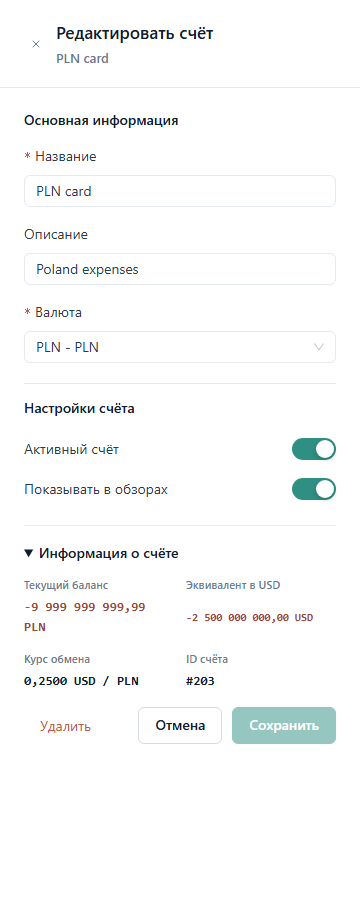 Редактировать счёт
PLN card
Основная информация
* Название
PLN card
Описание
Poland expenses
* Валюта
PLN - PLN
Настройки счёта
Активный счёт
Показывать в обзорах
Информация о счёте
Текущий баланс
Эквивалент в USD
-9 999 999 999,99
PLN
-2 500 000 000,00 USD
Курс обмена
ID счёта
0,2500 USD / PLN
#203
Удалить
Отмена
Сохранить